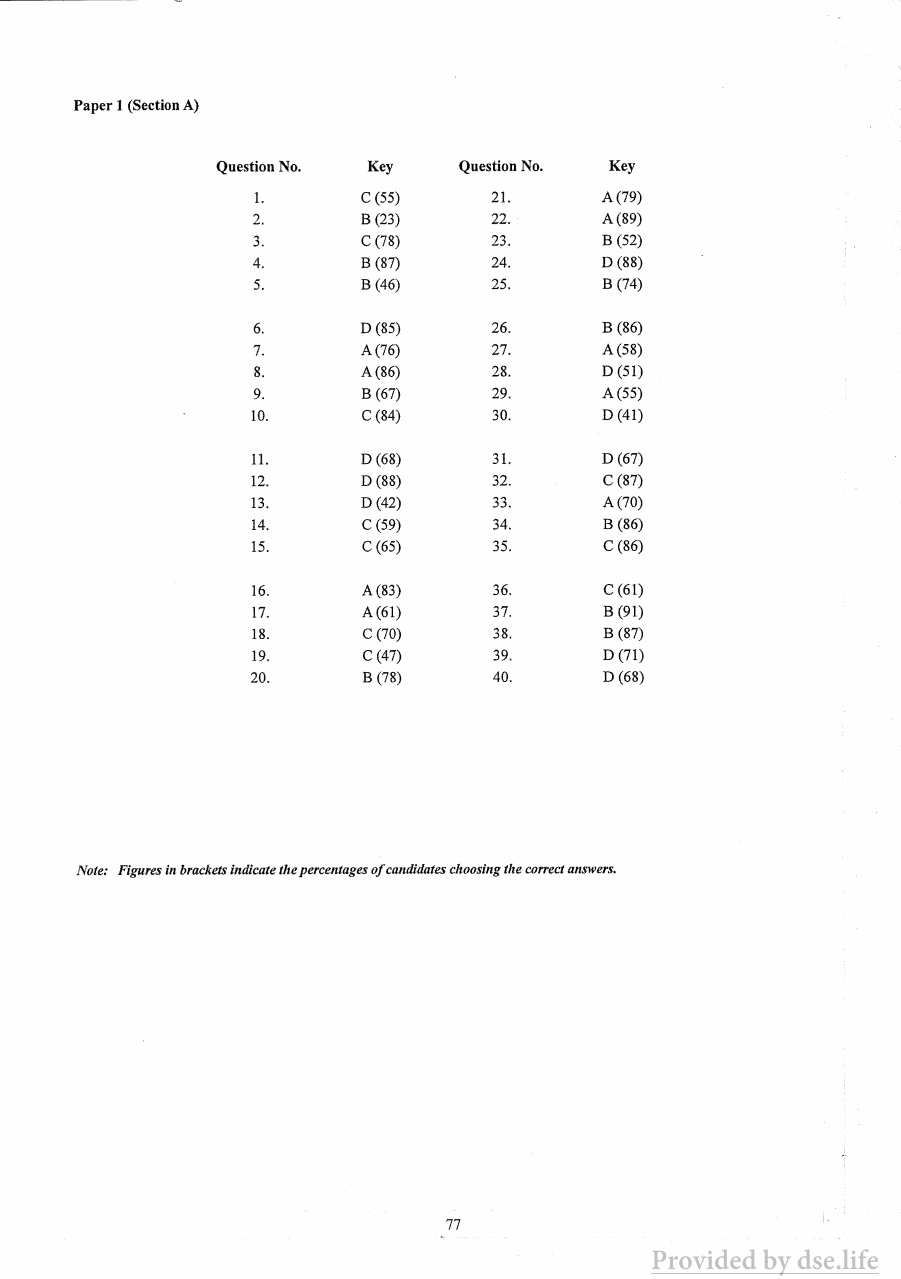 Paper 1 (Section A)
Question No. Key Question No. Key
1. C (55) 21. A (79)
2. B (23) 22. A (89)
3. C (78) 23. B (52)
4. B (87) 24. D (88)
5. B (46) 25. B (74)
6. D (85) 26. B (86)
7. A (76) 27. A (58)
8. A (86) 28. D (51)
9. B (67) 29. A (55)
10. C (84) 30. D (41)
11. D (68) 31. D (67)
12. D (88) 32. C (87)
13. D (42) 33. A (70)
14. C (59) 34. B (86)
15. C (65) 35. C (86)
16. A (83) 36. C (61)
17. A (61) 37. B (91)
18. C (70) 38. B (87)
19. C (47) 39. D (71)
20. B (78) 40. D (68)
Note: Figures in brackets indicate the percentages of candidates choosing the correct answers.
77
Provided by dse.life